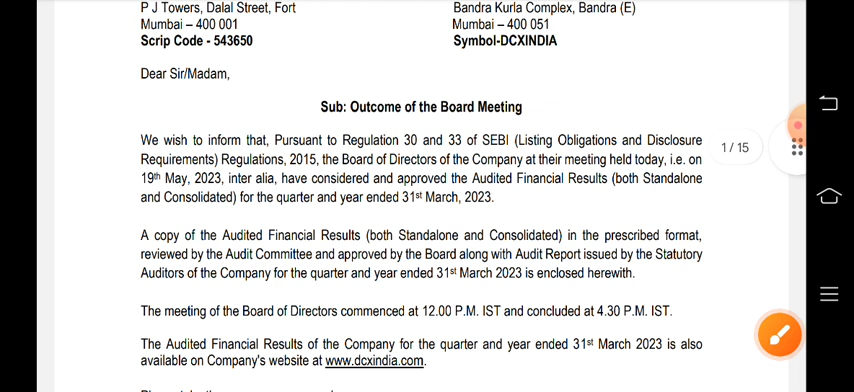 P J Towers, Dalal Street, Fort
Mumbai – 400 001
Scrip Code - 543650
Bandra Kurla Complex, Bandra (E)
Mumbai – 400 051
Symbol-DCXINDIA
Dear Sir/Madam,
Sub: Outcome of the Board Meeting
We wish to inform that, Pursuant to Regulation 30 and 33 of SEBI (Listing Obligations and Disclosure
Requirements) Regulations, 2015, the Board of Directors of the Company at their meeting held today, i.e. on
19th May, 2023, inter alia, have considered and approved the Audited Financial Results (both Standalone
and Consolidated) for the quarter and year ended 31st March, 2023.
1 / 15
A copy of the Audited Financial Results (both Standalone and Consolidated) in the prescribed format,
reviewed by the Audit Committee and approved by the Board along with Audit Report issued by the Statutory
Auditors of the Company for the quarter and year ended 31st March 2023 is enclosed herewith.
The meeting of the Board of Directors commenced at 12.00 P.M. IST and concluded at 4.30 P.M. IST.
The Audited Financial Results of the Company for the quarter and year ended 31st March 2023 is also
available on Company's website at www.dcxindia.com.